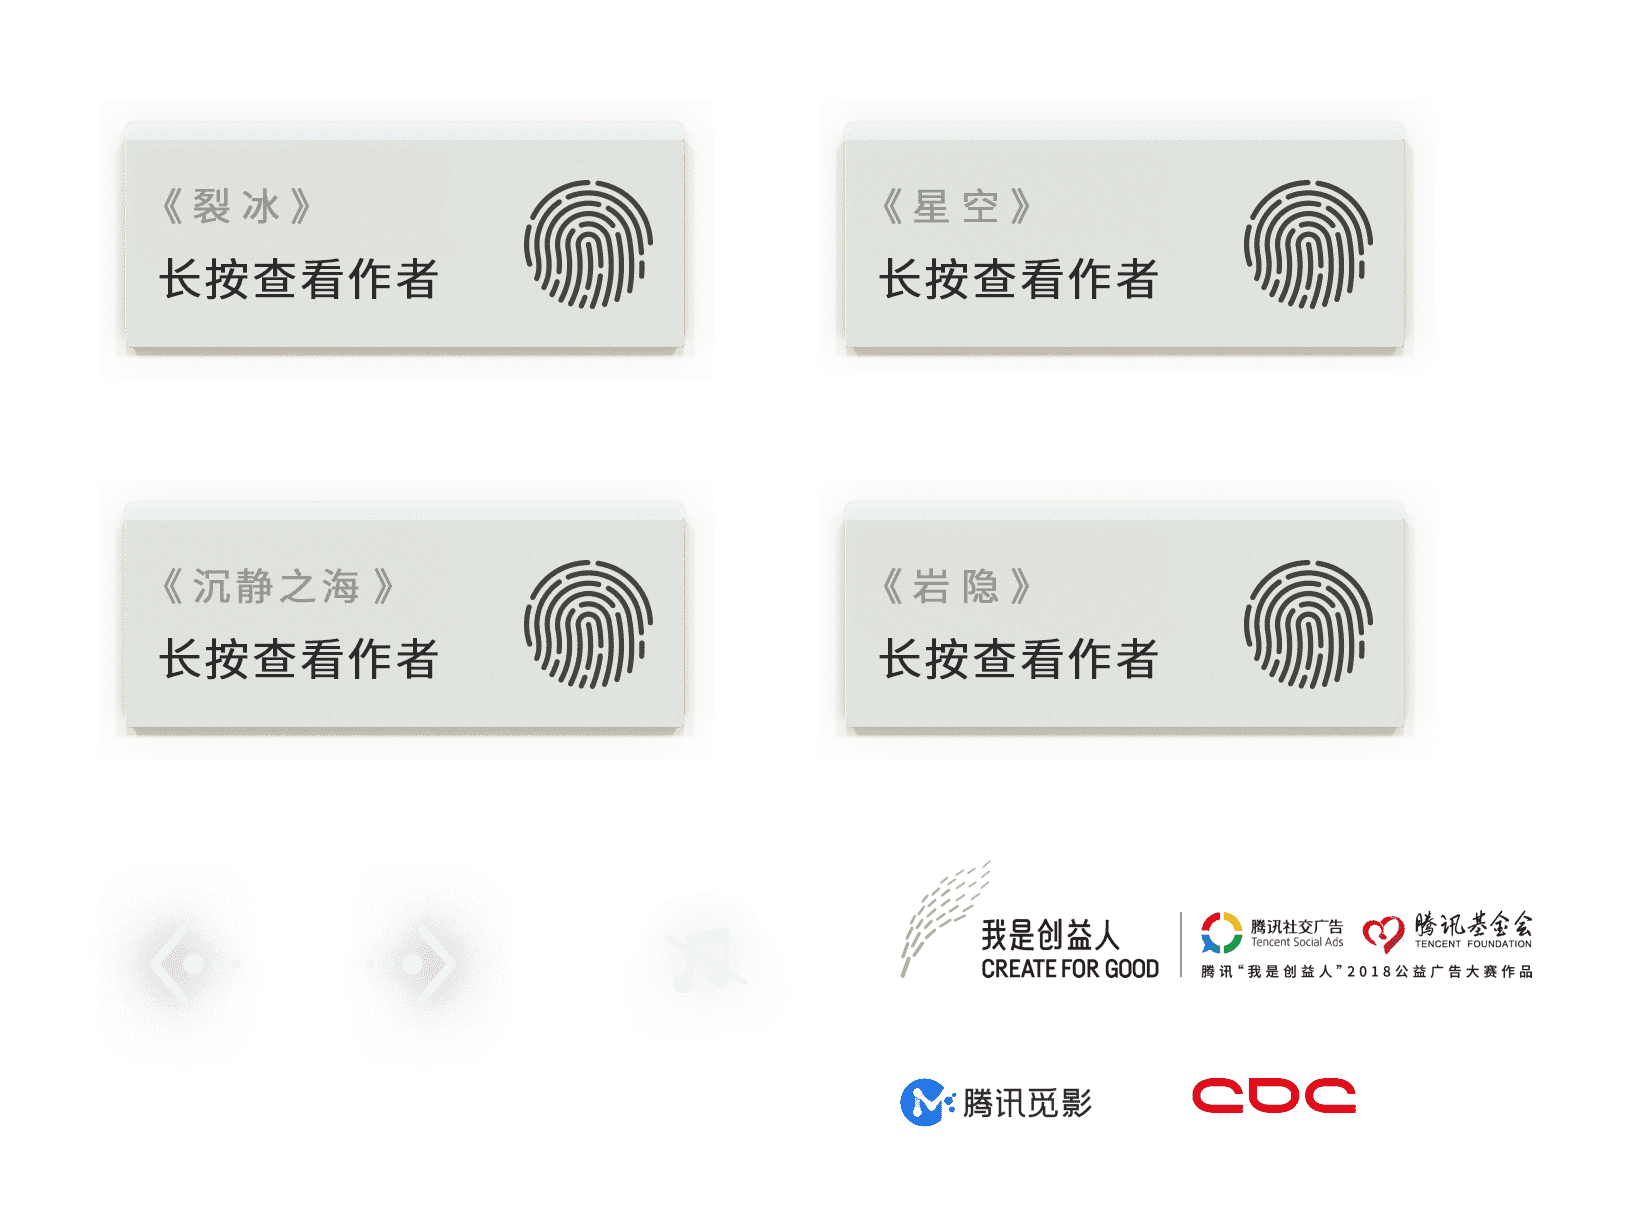 《裂冰》
长按查看作者
《星空》
长按查看作者
《沉静之海》
长按查看作者
《岩隐》
长按查看作者
我是创益人
CREATE FOR GOOD
腾讯社交广告
Tencent Social Ads
腾讯基金会
TENCENT FOUNDATION
腾讯“我是创益人”2018公益广告大赛作品
腾讯觅影
CDC